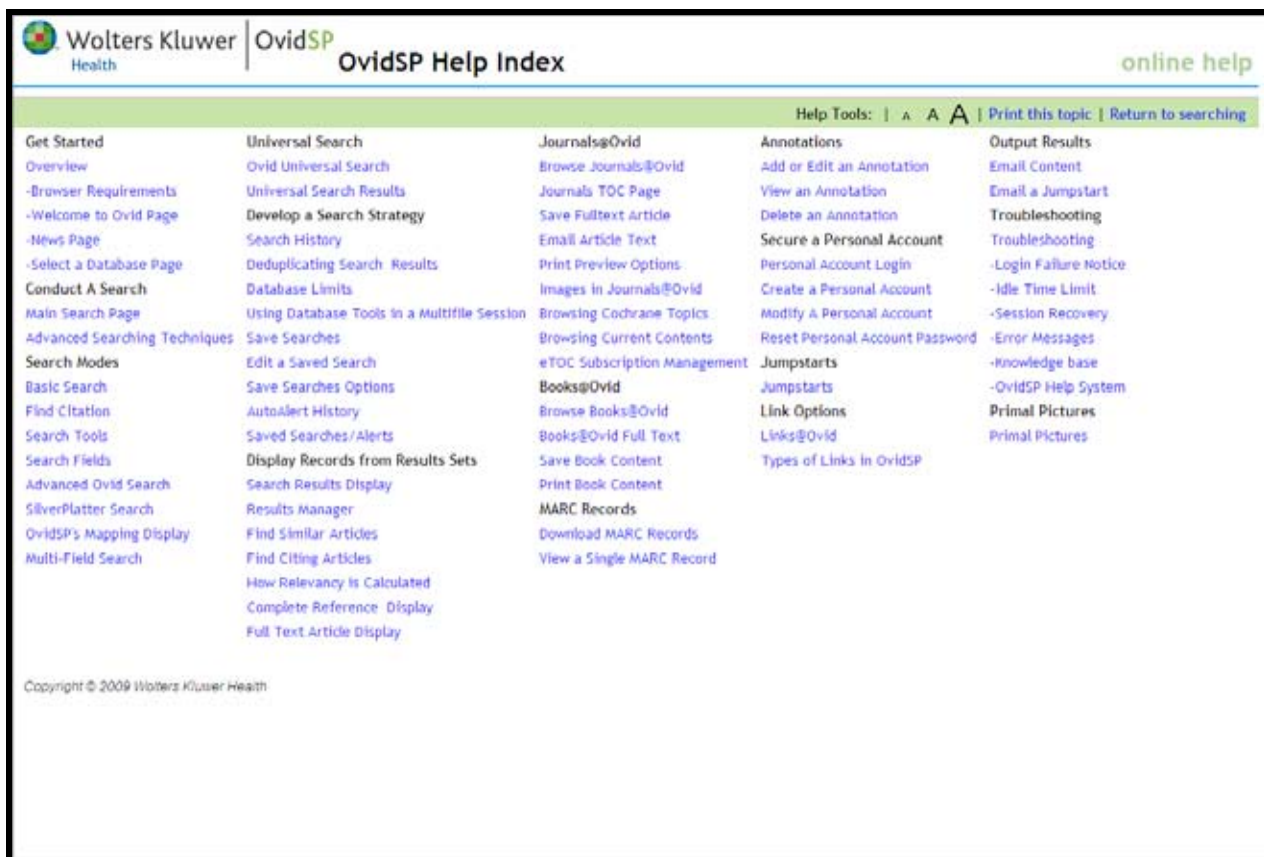 Wolters Kluwer | OvidSP
Health
OvidSP Help Index
online help
Help Tools: | A A A | Print this topic | Return to searching
Get Started
Overview
-Browser Requirements
-Welcome to Ovid Page
-News Page
-Select a Database Page
Conduct A Search
Main Search Page
Advanced Searching Techniques
Search Modes
Basic Search
Find Citation
Search Tools
Search Fields
Advanced Ovid Search
SilverPlatter Search
OvidSP's Mapping Display
Multi-Field Search
Universal Search
Ovid Universal Search
Universal Search Results
Develop a Search Strategy
Search History
Deduplicating Search Results
Database Limits
Using Database Tools in a Multifile Session
Save Searches
Edit a Saved Search
Save Searches Options
AutoAlert History
Saved Searches/Alerts
Display Records from Results Sets
Search Results Display
Results Manager
Find Similar Articles
Find Citing Articles
How Relevancy is Calculated
Complete Reference Display
Full Text Article Display
Journals@Ovid
Browse Journals@Ovid
Journals TOC Page
Save Fulltext Article
Email Article Text
Print Preview Options
Images in Journals@Ovid
Browsing Cochrane Topics
Browsing Current Contents
eTOC Subscription Management
Books@Ovid
Browse Books@Ovid
Books@Ovid Full Text
Save Book Content
Print Book Content
MARC Records
Download MARC Records
View a Single MARC Record
Annotations
Add or Edit an Annotation
View an Annotation
Delete an Annotation
Secure a Personal Account
Personal Account Login
Create a Personal Account
Modify A Personal Account
Reset Personal Account Password
Jumpstarts
Jumpstarts
Link Options
Links@Ovid
Types of Links in OvidSP
Output Results
Email Content
Email a Jumpstart
Troubleshooting
Troubleshooting
-Login Failure Notice
-Idle Time Limit
-Session Recovery
-Error Messages
-Knowledge base
-OvidSP Help System
Primal Pictures
Primal Pictures
Copyright © 2009 Wolters Kluwer Health